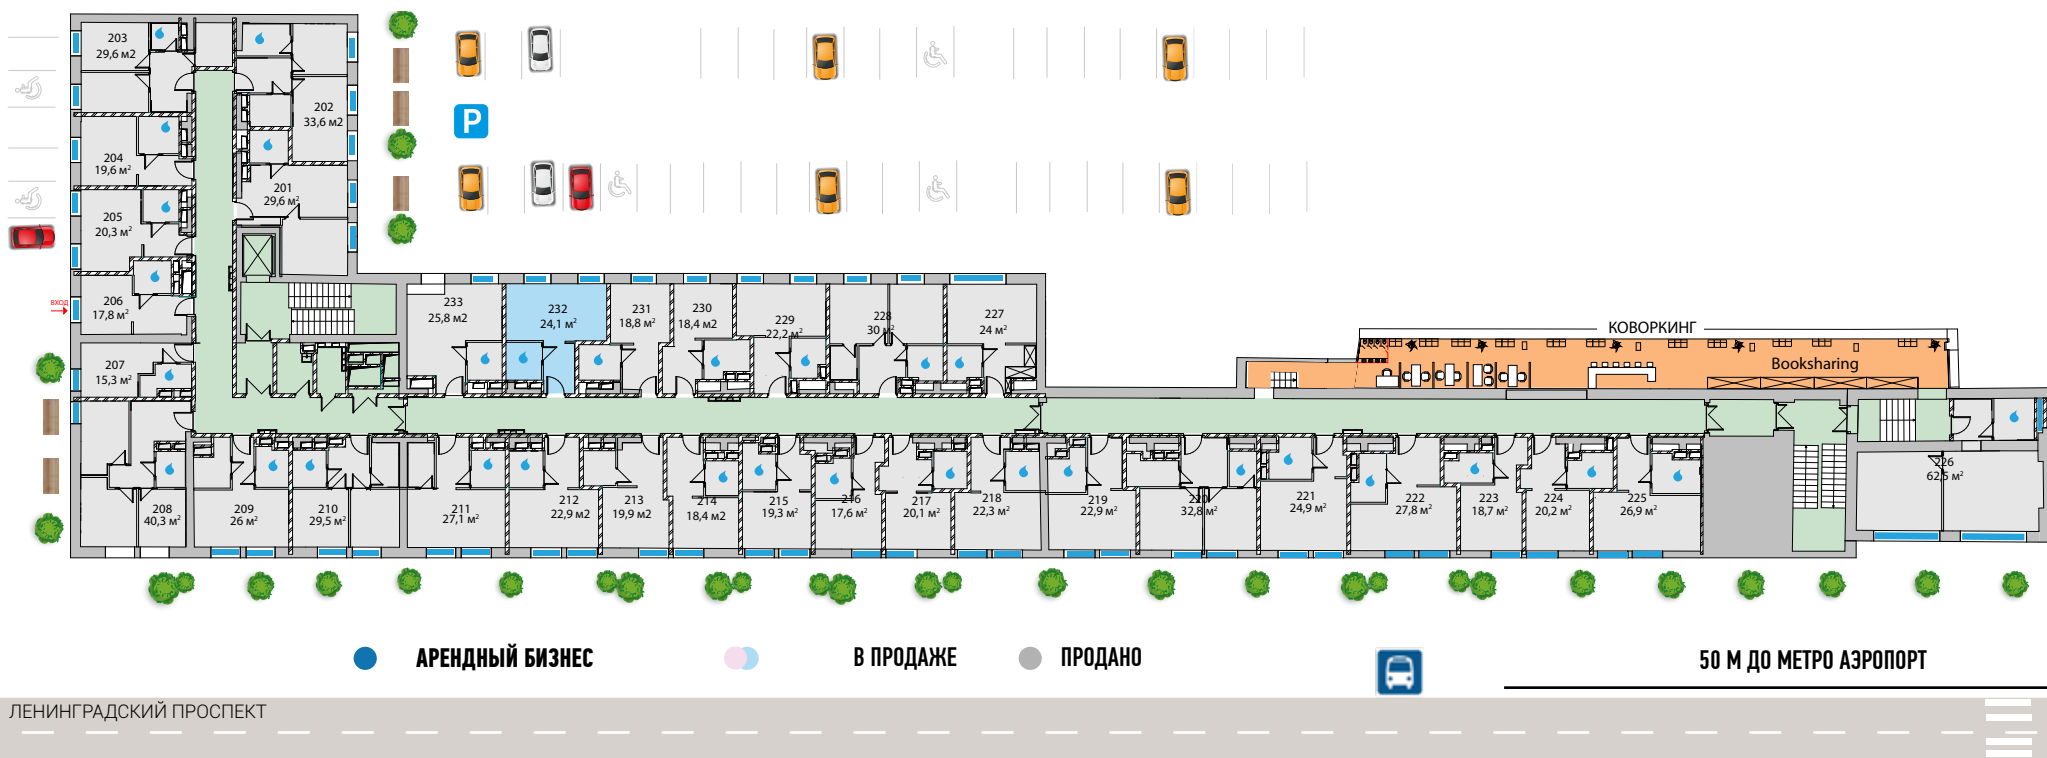 203
29,6 м2
202
33,6 м2
P
204
19,6 м²
201
29,6 м²
205
20,3 м²
206
17,8 м²
ВХОД
207
15,3 м²
208
40,3 м²
233
25,8 м2
232
24,1 м²
231
18,8 м²
230
18,4 м2
229
22,2 м²
228
30 м²
227
24 м²
КОВОРКИНГ
Booksharing
209
26 м²
210
29,5 м²
211
27,1 м²
212
22,9 м²
213
19,9 м²
214
18,4 м2
215
19,3 м²
216
17,6 м²
217
20,1 м²
218
22,3 м²
219
22,9 м²
220
32,8 м²
221
24,9 м²
222
27,8 м²
223
18,7 м²
224
20,2 м²
225
26,9 м²
226
62,5 м²
АРЕНДНЫЙ БИЗНЕС
В ПРОДАЖЕ
ПРОДАНО
50 М ДО МЕТРО АЭРОПОРТ
ЛЕНИНГРАДСКИЙ ПРОСПЕКТ